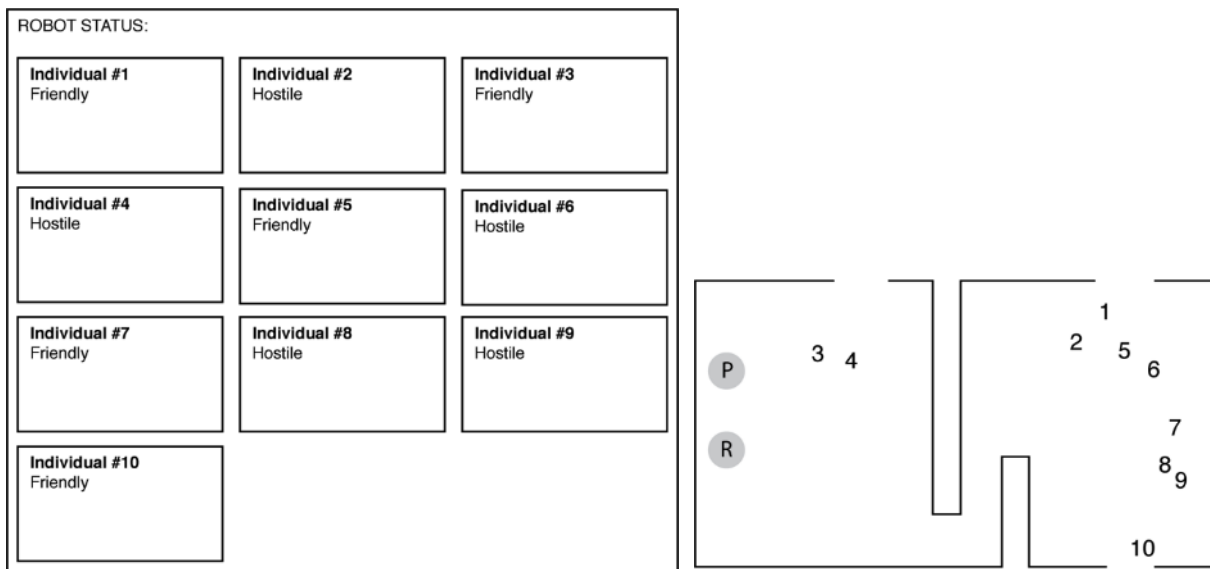 ROBOT STATUS:
Individual #1
Friendly
Individual #2
Hostile
Individual #3
Friendly
Individual #4
Hostile
Individual #5
Friendly
Individual #6
Hostile
Individual #7
Friendly
Individual #8
Hostile
Individual #9
Hostile
Individual #10
Friendly
1
2
5
3
4
6
P
7
R
8
9
10